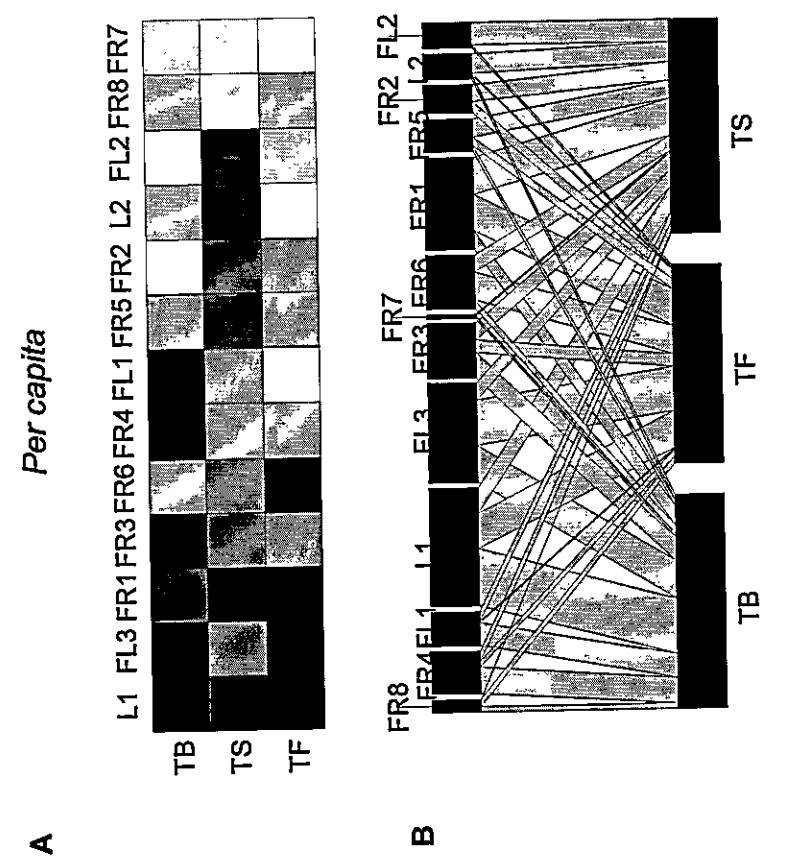 A
Per capita
L1 FL3 FR1 FR3 FR6 FR4 FL1 FR5 FR2 L2 FL2 FR8 FR7
TB
TS
TF
B
FR8 FR4 FL1 L1 FL3 FR3 FR7 FR6 FR1 FR5 FR2 L2 FL2
TB TF TS